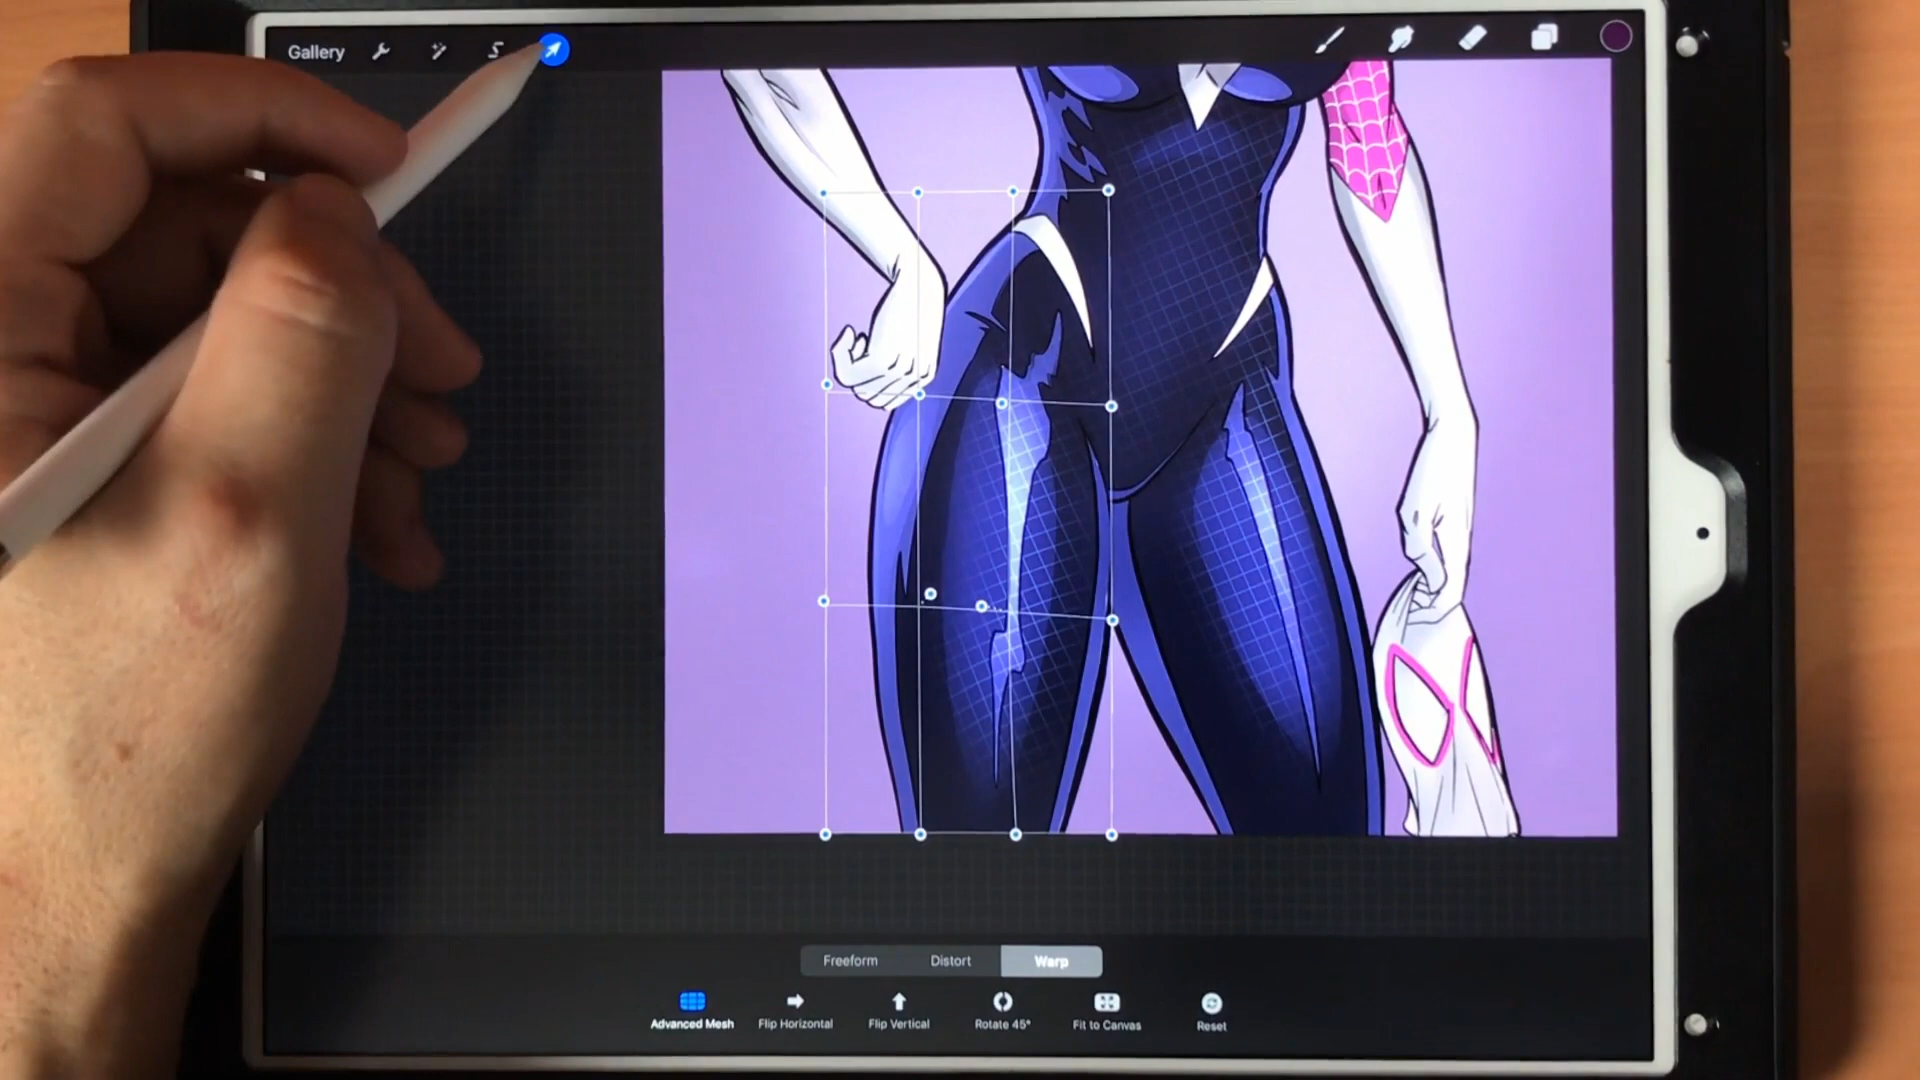 Gallery
Freeform Distort Warp
Advanced Mesh Flip Horizontal Flip Vertical Rotate 45° Fit to Canvas Reset